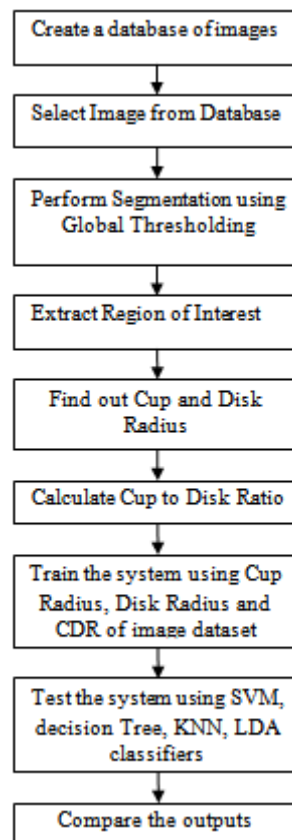 Create a database of images
Select Image from Database
Perform Segmentation using
Global Thresholding
Extract Region of Interest
Find out Cup and Disk
Radius
Calculate Cup to Disk Ratio
Train the system using Cup
Radius, Disk Radius and
CDR of image dataset
Test the system using SVM,
decision Tree, KNN, LDA
classifiers
Compare the outputs